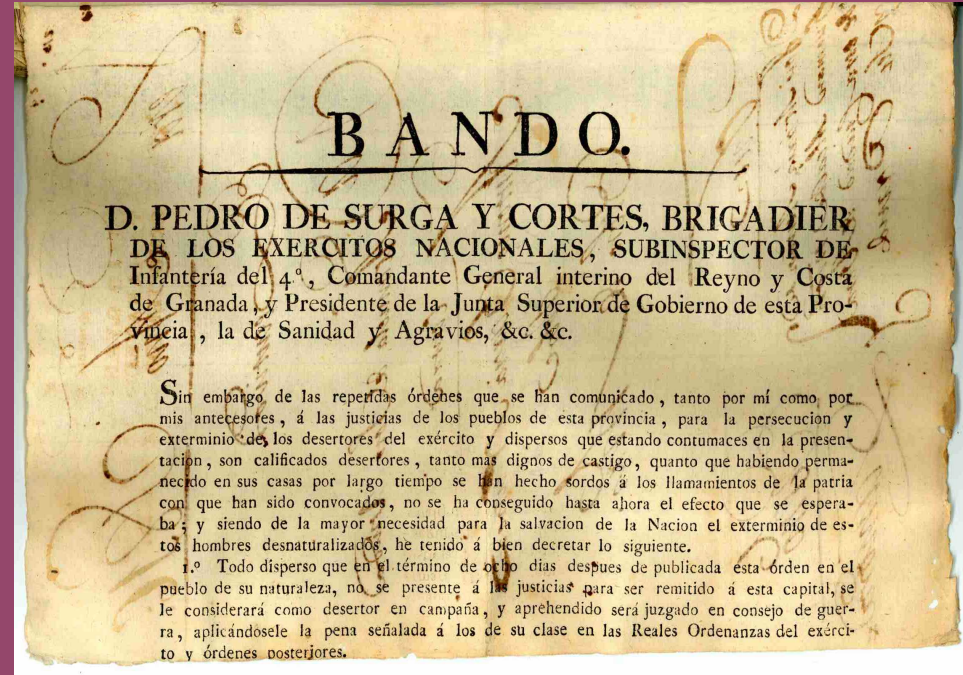 BANDO.
D. PEDRO DE SURGA Y CORTES, BRIGADIER
DE LOS EXERCITOS NACIONALES, SUBINSPECTOR DE
Infantería del 4.º, Comandante General interino del Reyno y Costa
de Granada, y Presidente de la Junta Superior de Gobierno de esta Pro-
vincia, la de Sanidad y Agravios, &c. &c.
Sin embargo de las repetidas órdenes que se han comunicado, tanto por mí como por
mis antecesores, á las justicias de los pueblos de esta provincia, para la persecucion y
exterminio de los desertores del exército y dispersos que estando contumaces en la presen-
tacion, son calificados desertores, tanto mas dignos de castigo, quanto que habiendo perma-
necido en sus casas por largo tiempo se han hecho sordos á los llamamientos de la patria
con que han sido convocados, no se ha conseguido hasta ahora el efecto que se espera-
ba; y siendo de la mayor necesidad para la salvacion de la Nacion el exterminio de es-
tos hombres desnaturalizados, he tenido á bien decretar lo siguiente.
1.º Todo disperso que en el término de ocho dias despues de publicada esta órden en el
pueblo de su naturaleza, no se presente á las justicias para ser remitido á esta capital, se
le considerará como desertor en campaña, y aprehendido será juzgado en consejo de guer-
ra, aplicándosele la pena señalada á los de su clase en las Reales Ordenanzas del exérci-
to y órdenes posteriores.